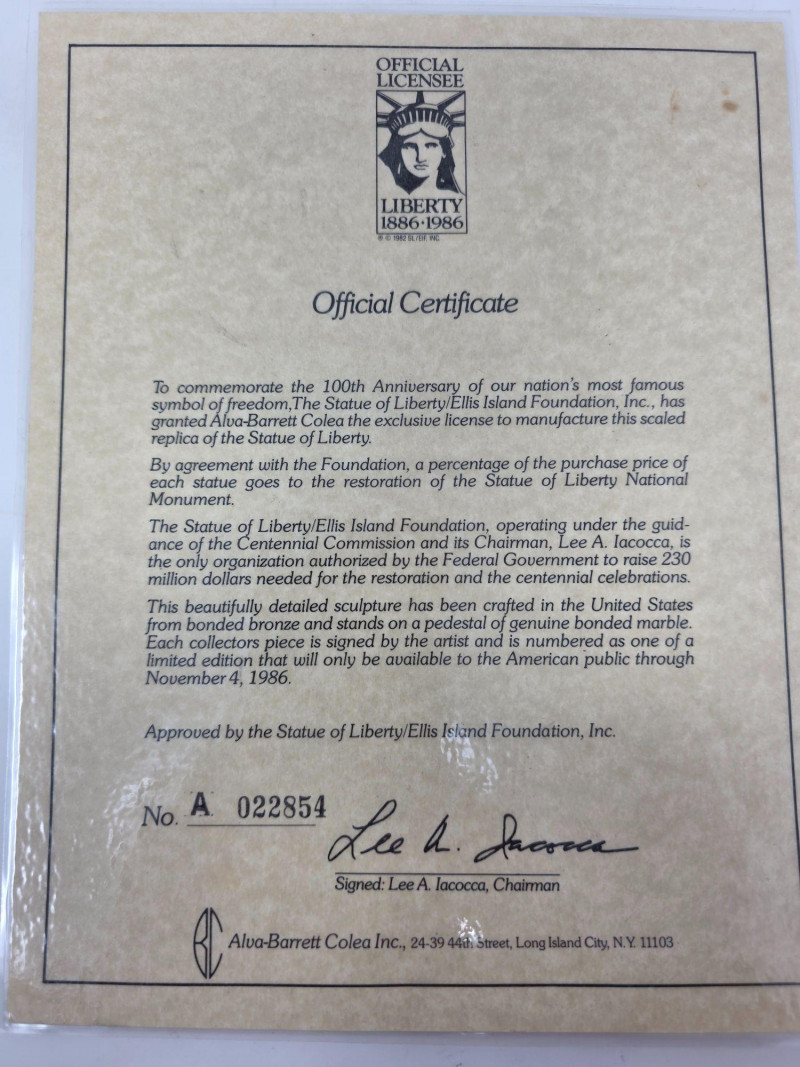 OFFICIAL
LICENSEE
LIBERTY
1886·1986
Official Certificate
To commemorate the 100th Anniversary of our nation's most famous
symbol of freedom,The Statue of Liberty/Ellis Island Foundation, Inc., has
granted Alva-Barrett Colea the exclusive license to manufacture this scaled
replica of the Statue of Liberty.
By agreement with the Foundation, a percentage of the purchase price of
each statue goes to the restoration of the Statue of Liberty National
Monument.
The Statue of Liberty/Ellis Island Foundation, operating under the guid-
ance of the Centennial Commission and its Chairman, Lee A. Iacocca, is
the only organization authorized by the Federal Government to raise 230
million dollars needed for the restoration and the centennial celebrations.
This beautifully detailed sculpture has been crafted in the United States
from bonded bronze and stands on a pedestal of genuine bonded marble.
Each collectors piece is signed by the artist and is numbered as one of a
limited edition that will only be available to the American public through
November 4, 1986.
Approved by the Statue of Liberty/Ellis Island Foundation, Inc.
No. A 022854
Lee A. Iacocca
Signed: Lee A. Iacocca, Chairman
Alva-Barrett Colea Inc., 24-39 44th Street, Long Island City, N.Y. 11103